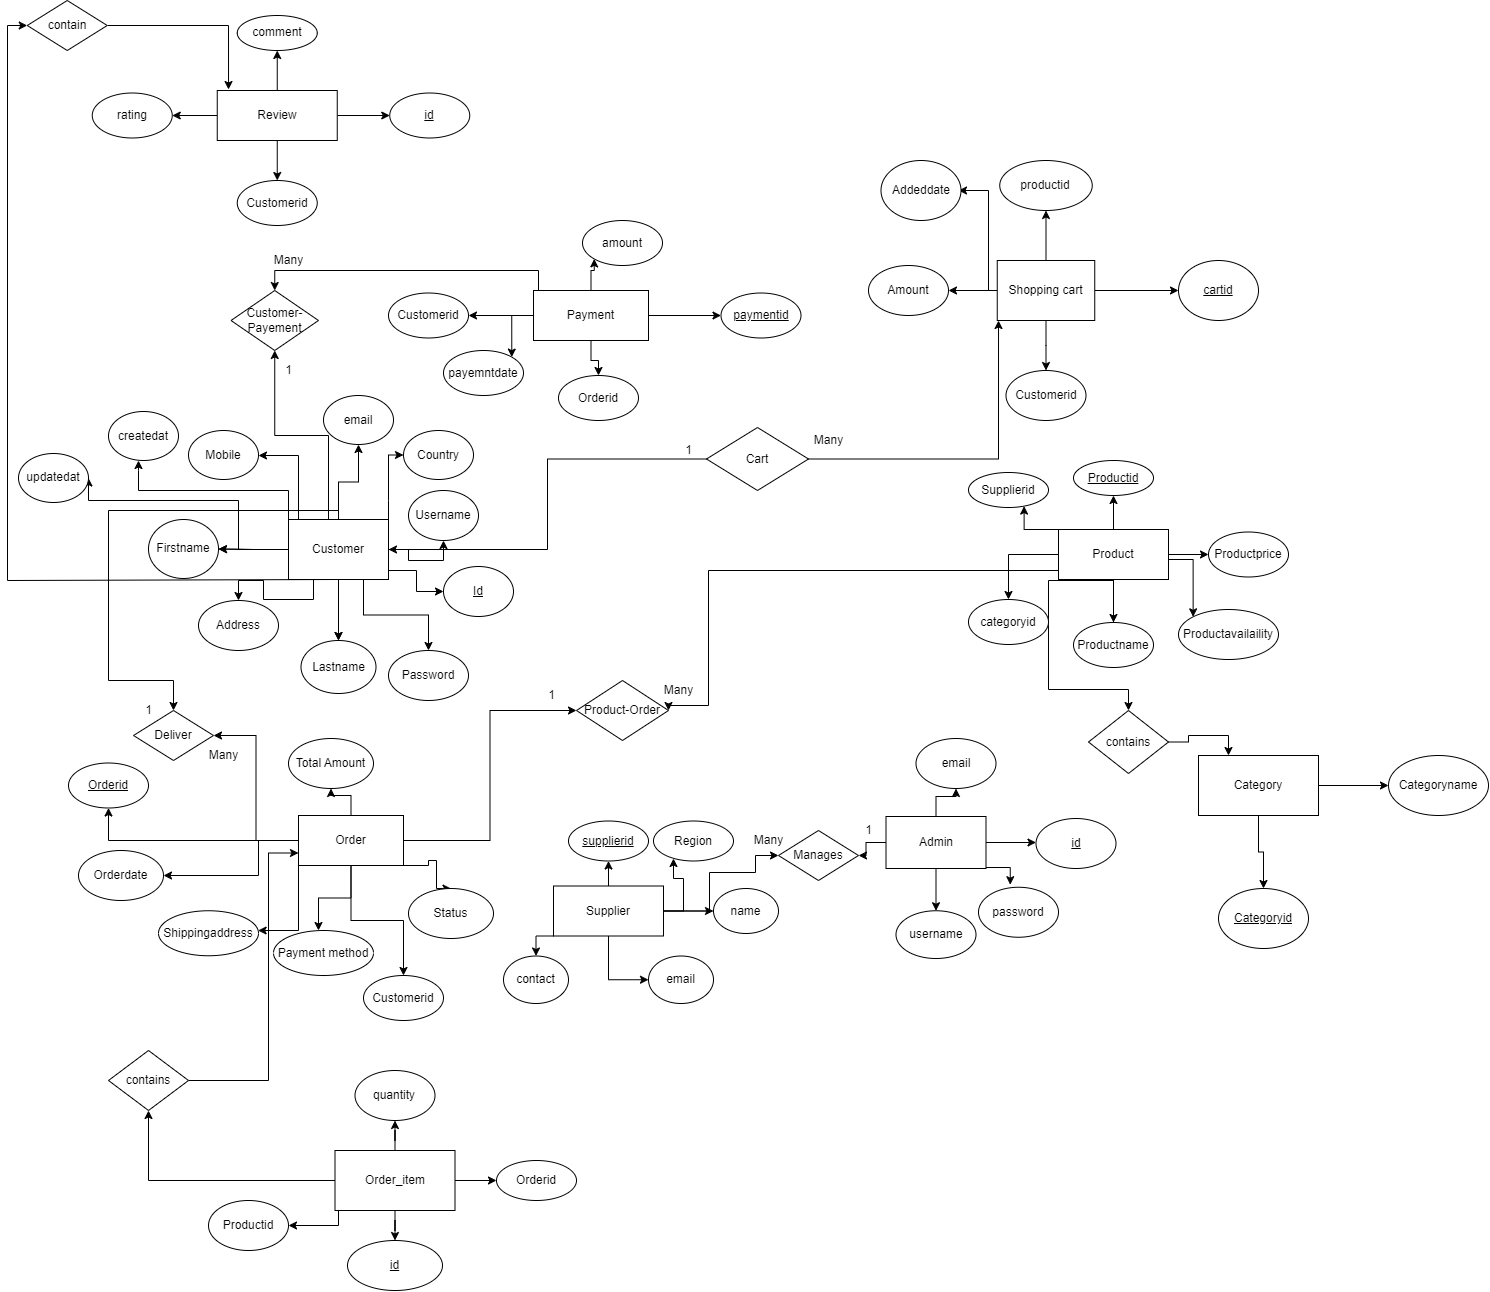 contain
comment
rating
Review
id
Customerid
Addeddate
productid
amount
Many
Amount
Shopping cart
cartid
Customer-
Payement
Customerid
Payment
paymentid
1
payemntdate
Orderid
Customerid
email
createdat
Mobile
Country
1
Cart
Many
updatedat
Supplierid
Productid
Username
Firstname
Customer
Product
Productprice
Id
Address
categoryid
Productname
Productavailaility
Lastname
Password
1
Many
Product-Order
1
Deliver
Many
contains
Total Amount
email
Orderid
Category
Categoryname
Order
supplierid
Region
Many
Manages
1
Admin
id
Orderdate
Status
Supplier
name
password
Categoryid
Shippingaddress
Payment method
username
contact
email
Customerid
contains
quantity
Order_item
Orderid
Productid
id